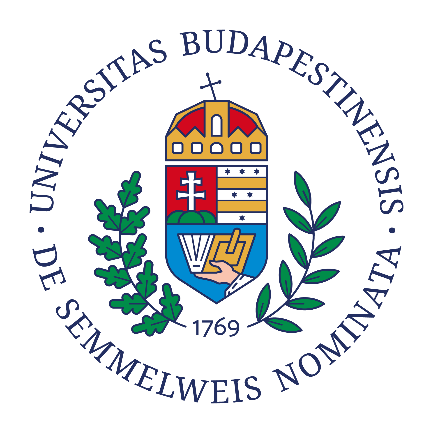 UNIVERSITAS BUDAPESTINENSIS
DE SEMMELWEIS NOMINATA
1769